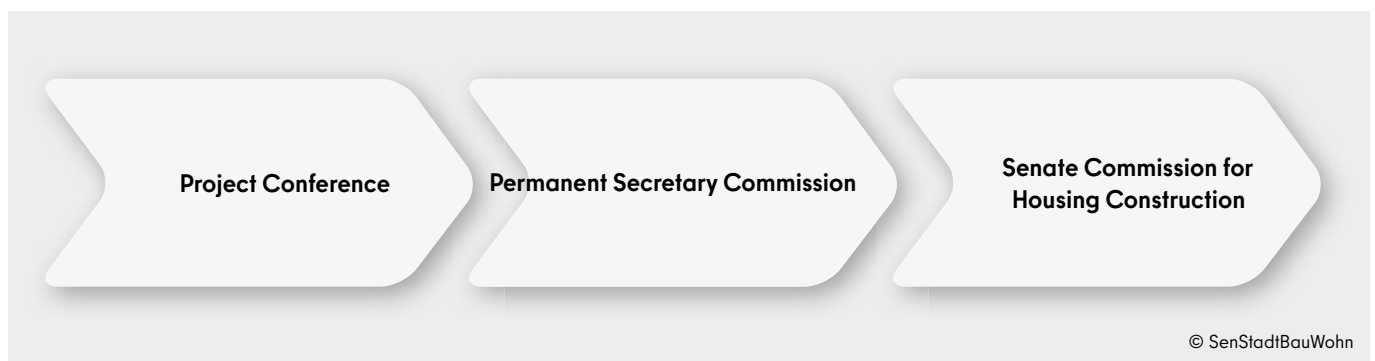 Project Conference
Permanent Secretary Commission
Senate Commission for
Housing Construction
© SenStadtBauWohn